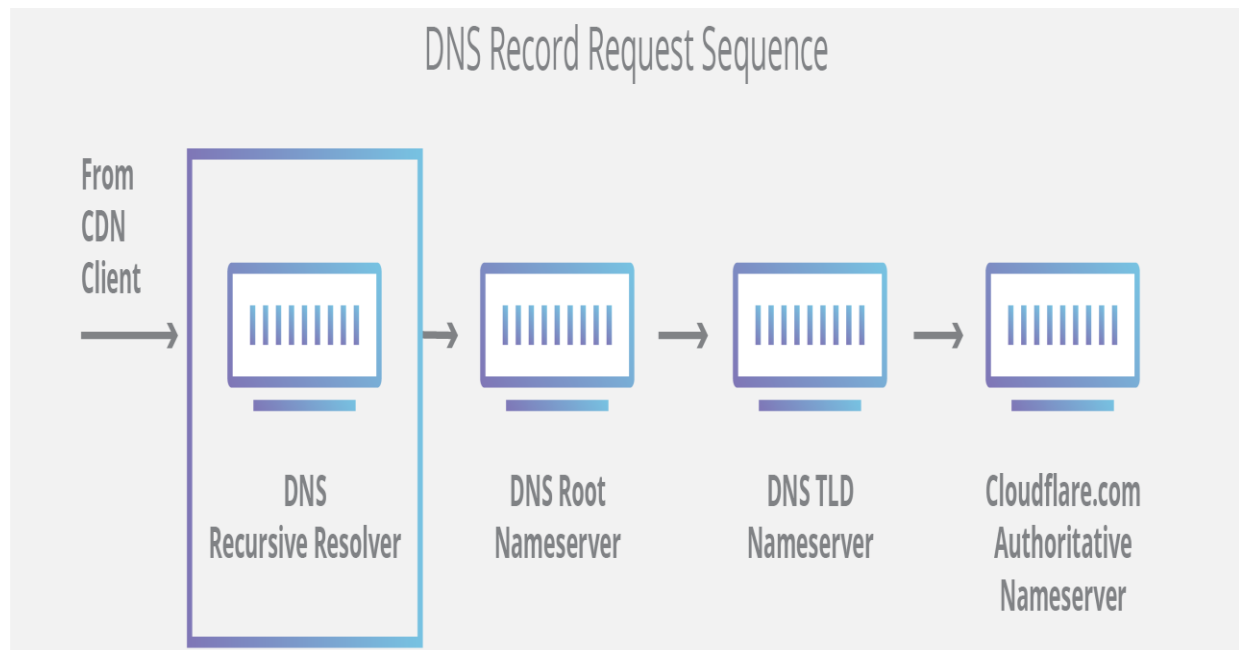 DNS Record Request Sequence
From
CDN
Client
DNS
Recursive Resolver
DNS Root
Nameserver
DNS TLD
Nameserver
Cloudflare.com
Authoritative
Nameserver